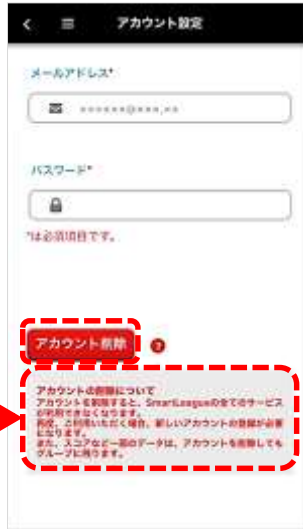 アカウント設定
メールアドレス*
パスワード*
*は必須項目です。
アカウント削除 ?
アカウントの削除について
アカウントを削除すると、SmartLeagueの全てのサービス
が利用できなくなります。
再度、ご利用いただく場合、新しいアカウントの登録が必要
になります。
また、スコアなど一部のデータは、アカウントを削除しても
グループに残ります。